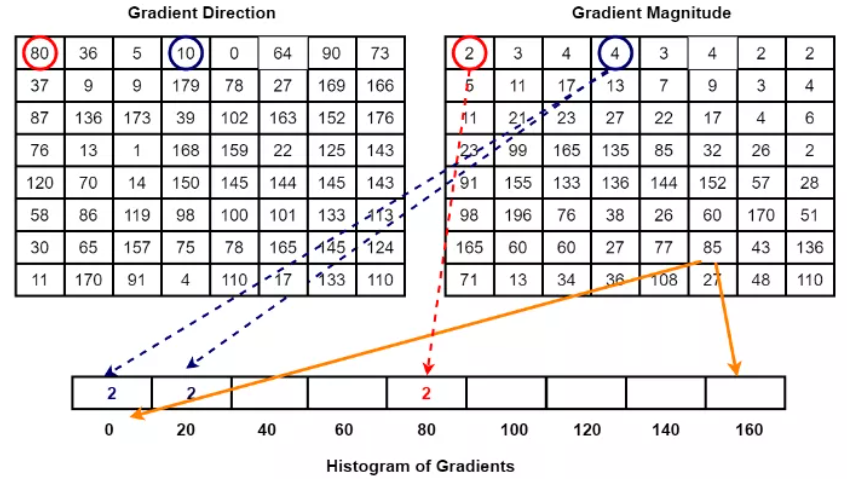 Gradient Direction Gradient Magnitude
80 36 5 10 0 64 90 73 2 3 4 4 3 4 2 2
37 9 9 179 78 27 169 166 5 11 17 13 7 9 3 4
87 136 173 39 102 163 152 176 11 21 23 27 22 17 4 6
76 13 1 168 159 22 125 143 23 99 165 135 85 32 26 2
120 70 14 150 145 144 145 143 91 155 133 136 144 152 57 28
58 86 119 98 100 101 133 113 98 196 76 38 26 60 170 51
30 65 157 75 78 165 145 124 165 60 60 27 77 85 43 136
11 170 91 4 110 17 133 110 71 13 34 36 108 27 48 110
2 2 2
0 20 40 60 80 100 120 140 160
Histogram of Gradients